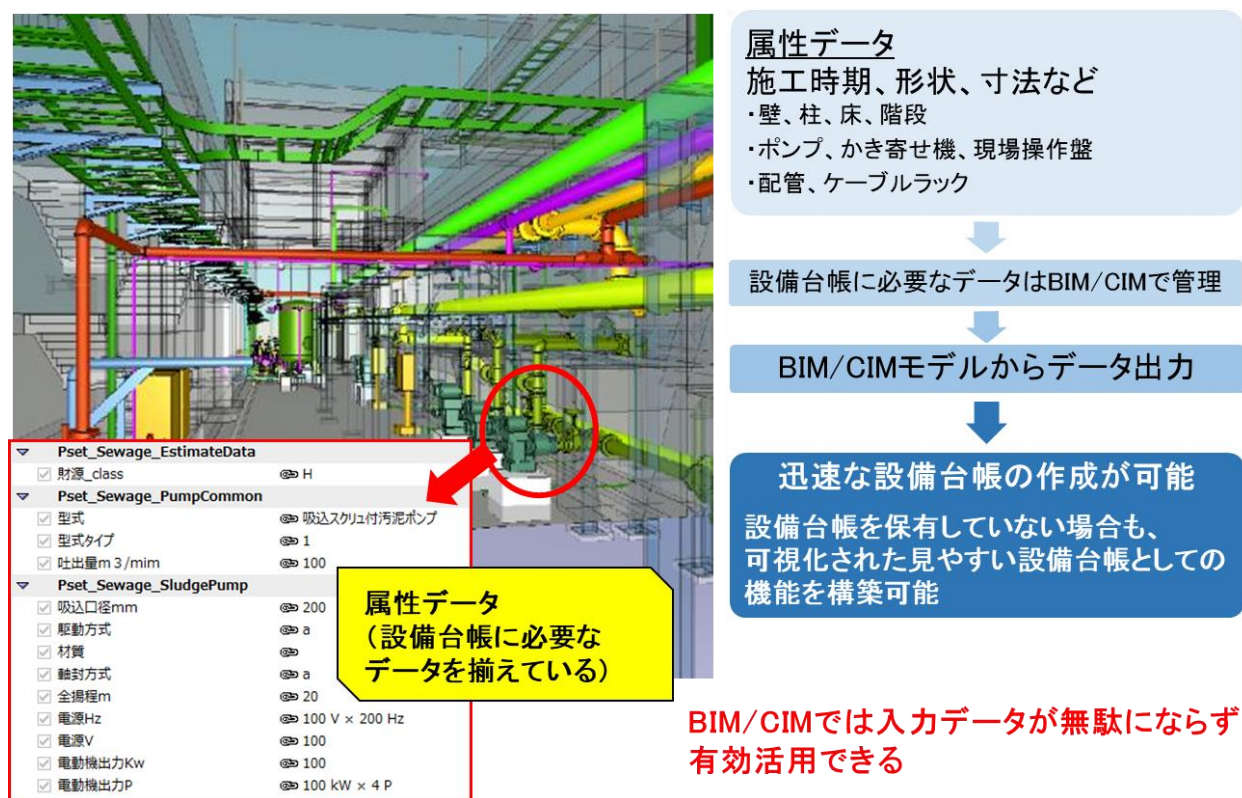 属性データ
施工時期、形状、寸法など
・壁、柱、床、階段
・ポンプ、かき寄せ機、現場操作盤
・配管、ケーブルラック
設備台帳に必要なデータはBIM/CIMで管理
BIM/CIMモデルからデータ出力
迅速な設備台帳の作成が可能
設備台帳を保有していない場合も、
可視化された見やすい設備台帳としての
機能を構築可能
Pset_Sewage_EstimateData
財源_class H
Pset_Sewage_PumpCommon
型式 吸込スクリュ付汚泥ポンプ
型式タイプ 1
吐出量m3/mim 100
Pset_Sewage_SludgePump
吸込口径mm 200
駆動方式 a
材質
軸封方式 a
全揚程m 20
電源Hz 100 V × 200 Hz
電源V 100
電動機出力Kw 100
電動機出力P 100 kW × 4 P
属性データ
（設備台帳に必要な
データを揃えている）
BIM/CIMでは入力データが無駄にならず
有効活用できる